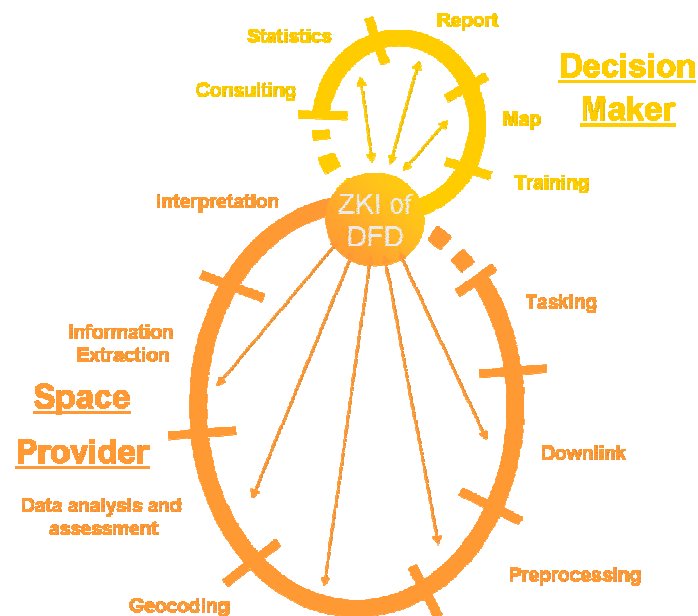 Report
Statistics
Decision
Maker
Consulting
Map
Training
Interpretation
ZKI of
DFD
Tasking
Information
Extraction
Space
Provider
Downlink
Data analysis and
assessment
Preprocessing
Geocoding